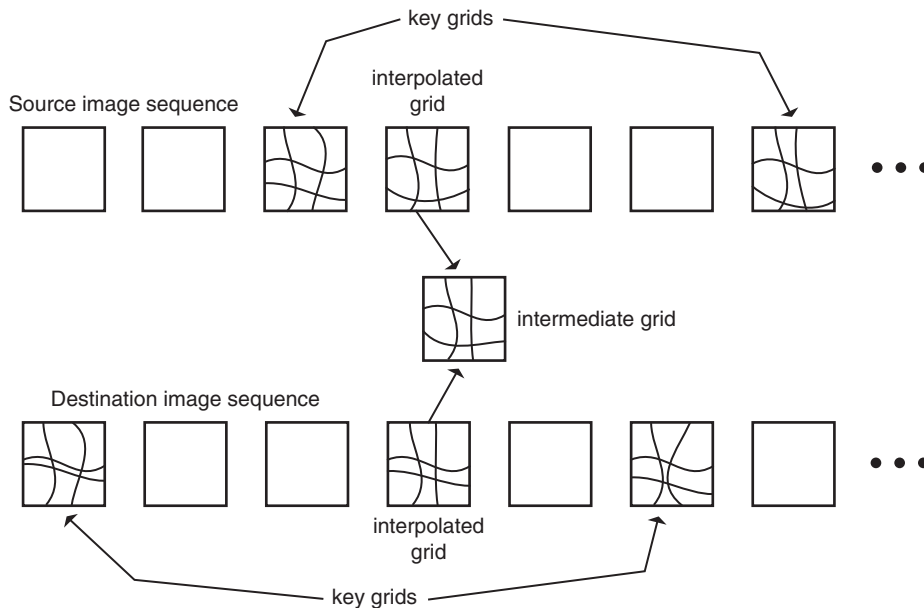 key grids
Source image sequence
interpolated
grid
intermediate grid
Destination image sequence
interpolated
grid
key grids